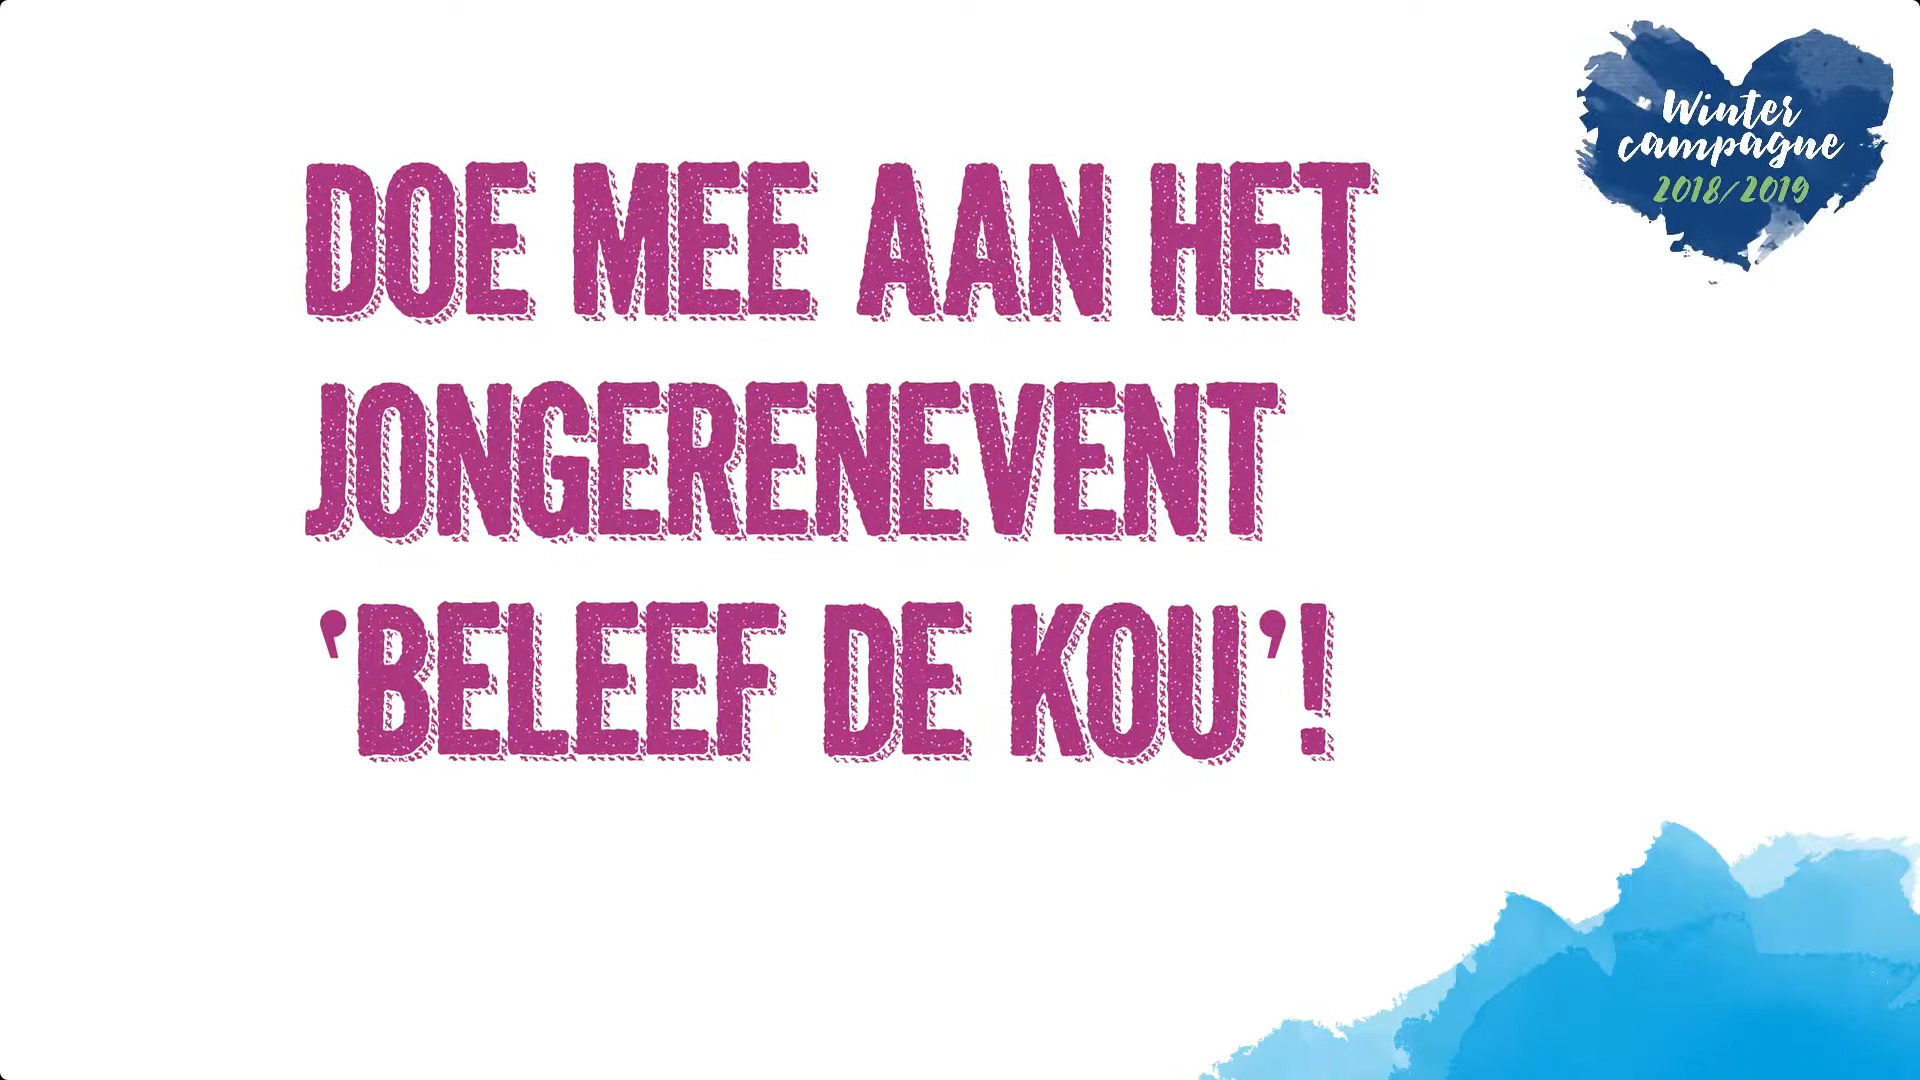 DOE MEE AAN HET
JONGERENEVENT
‘BELEEF DE KOU’!
Winter
campagne
2018/2019